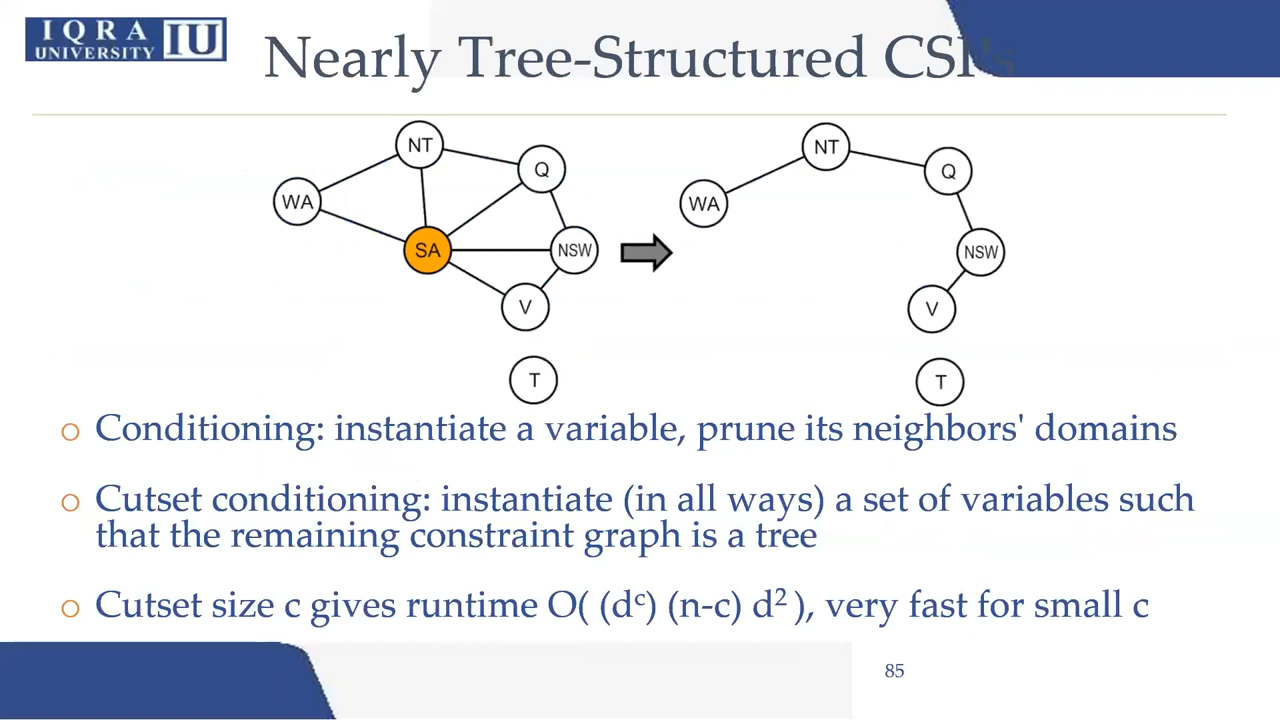 IQRA
UNIVERSITY IU
Nearly Tree-Structured CSPs
NT
Q
WA
SA
NSW
V
T
NT
Q
WA
NSW
V
T
Conditioning: instantiate a variable, prune its neighbors' domains
Cutset conditioning: instantiate (in all ways) a set of variables such
that the remaining constraint graph is a tree
Cutset size c gives runtime O( (dᶜ) (n-c) d² ), very fast for small c
85